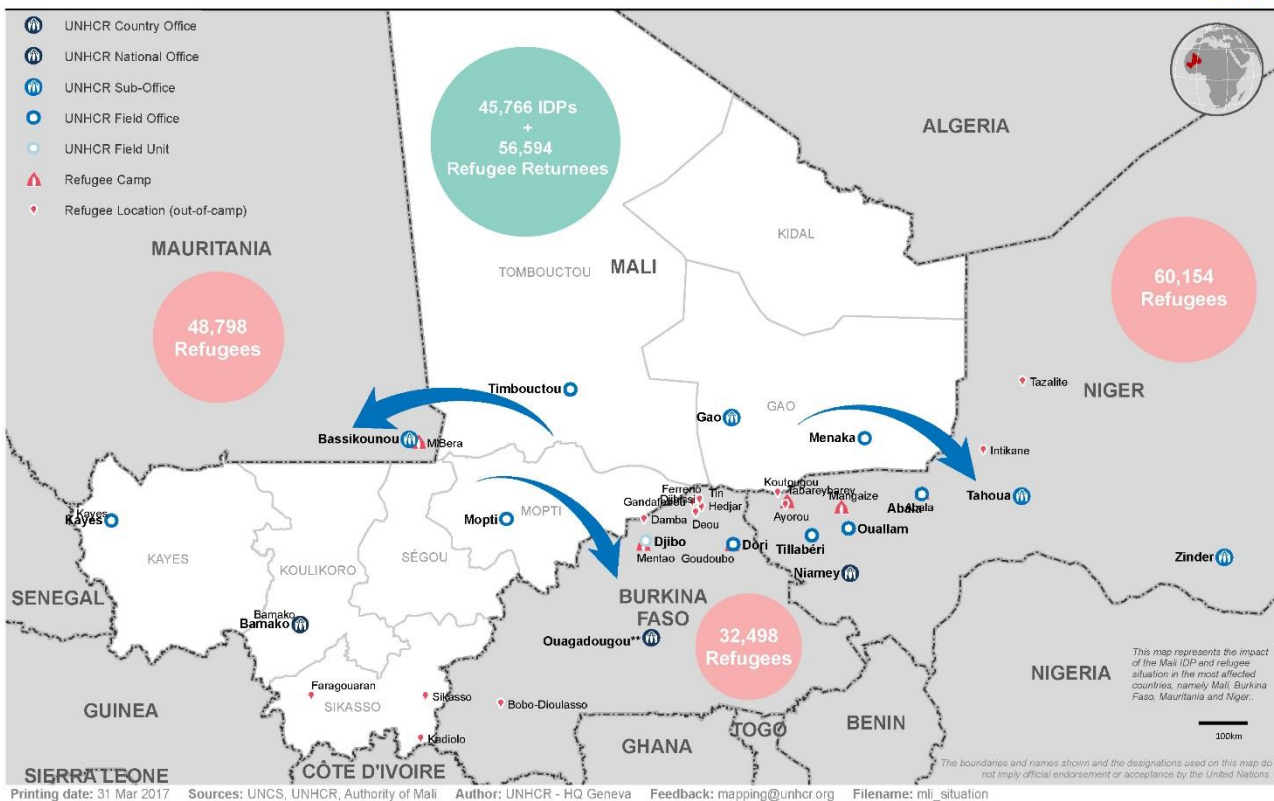 UNHCR Country Office
UNHCR National Office
UNHCR Sub-Office
UNHCR Field Office
UNHCR Field Unit
Refugee Camp
Refugee Location (out-of-camp)
45,766 IDPs
+
56,594
Refugee Returnees
ALGERIA
MAURITANIA
48,798
Refugees
KIDAL
TOMBOUCTOU
MALI
60,154
Refugees
NIGER
Tazalite
Timbouctou
Gao
GAO
Menaka
Intikane
Bassikounou
M'Bera
Kayes
Kayes
KAYES
Mopti
MOPTI
SÉGOU
KOULIKORO
Ferrerio
Djibissi
Tin
Hedjar
Gandafabou
Damba
Deou
Djibo
Mentao
Goudoubo
Dori
Koutougou
Tabareybarey
Ayorou
Mangaize
Abala
Abala
Tahoua
Ouallam
Tillabéri
Niamey
Zinder
SENEGAL
Bamako
Bamako
BURKINA
FASO
Ouagadougou**
32,498
Refugees
Faragouaran
SIKASSO
Sikasso
Kadiolo
Bobo-Dioulasso
GUINEA
SIERRA LEONE
CÔTE D'IVOIRE
GHANA
TOGO
BENIN
NIGERIA
This map represents the impact
of the Mali IDP and refugee
situation in the most affected
countries, namely Mali, Burkina
Faso, Mauritania and Niger..
100km
The boundaries and names shown and the designations used on this map do
not imply official endorsement or acceptance by the United Nations.
Printing date: 31 Mar 2017 Sources: UNCS, UNHCR, Authority of Mali Author: UNHCR - HQ Geneva Feedback: mapping@unhcr.org Filename: mli_situation